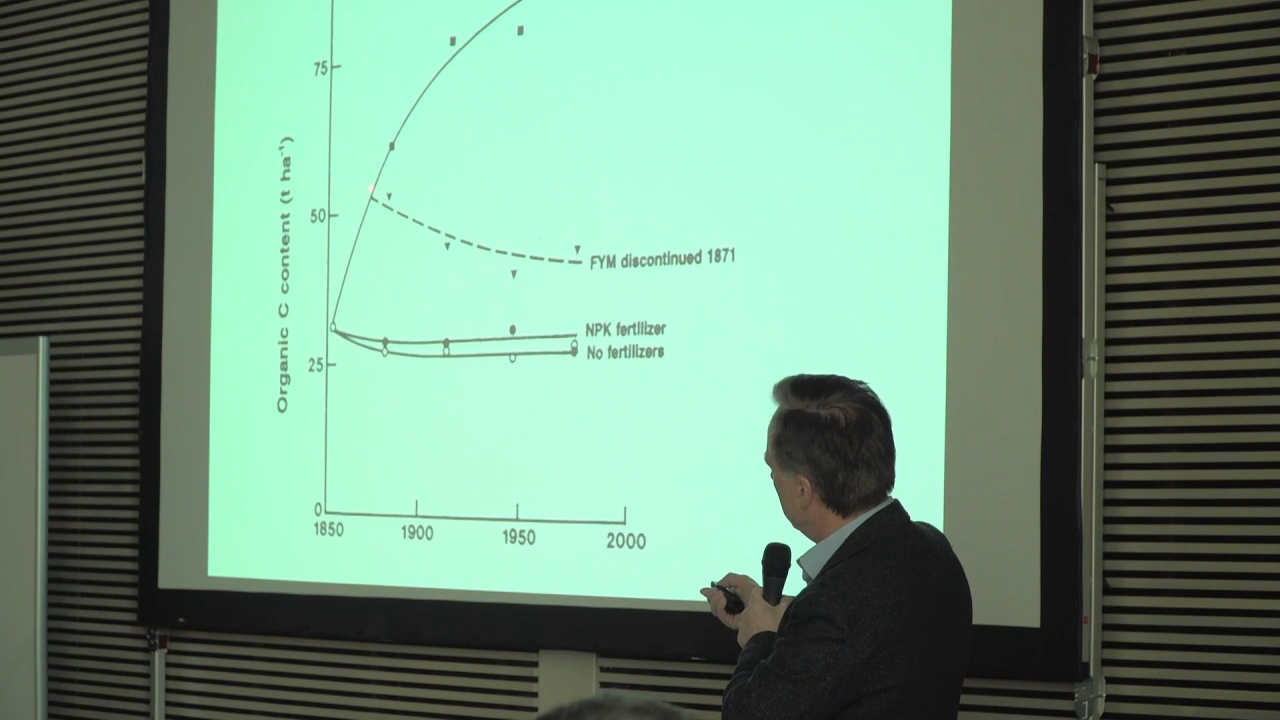 75
Organic C content (t ha⁻¹)
50
FYM discontinued 1871
NPK fertilizer
No fertilizers
25
0
1850 1900 1950 2000